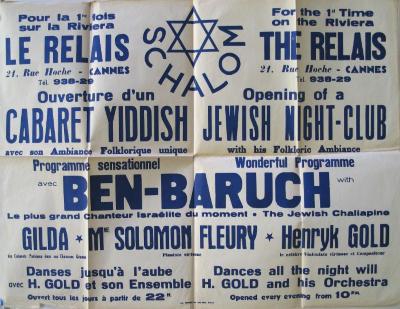 Pour la 1re fois
sur la Riviera
LE RELAIS
21, Rue Hoche - CANNES
Tél. 938-29
SCHALOM
For the 1st Time
on the Riviera
THE RELAIS
21, Rue Hoche - CANNES
Tél. 938-29
Ouverture d'un
CABARET YIDDISH
avec son Ambiance Folklorique unique
Opening of a
JEWISH NIGHT-CLUB
with his Folkloric Ambiance
Programme sensationnel
avec
Wonderful Programme
with
BEN-BARUCH
Le plus grand Chanteur Israëlite du moment - The Jewish Chaliapine
GILDA * Me SOLOMON FLEURY * Henryk GOLD
Pianiste
Danses jusqu'à l'aube
avec H. GOLD et son Ensemble
Ouvert tous les jours à partir de 22H.
Dances all the night will
H. GOLD and his Orchestra
Opened every evening from 10PM.